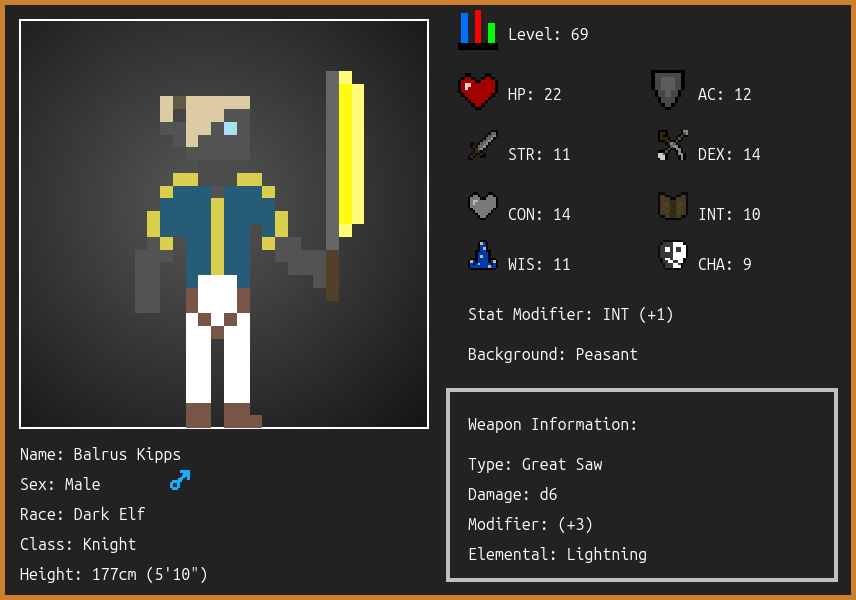 Level: 69
HP: 22
AC: 12
STR: 11
DEX: 14
CON: 14
INT: 10
WIS: 11
CHA: 9
Stat Modifier: INT (+1)
Background: Peasant
Weapon Information:
Type: Great Saw
Damage: d6
Modifier: (+3)
Elemental: Lightning
Name: Balrus Kipps
Sex: Male
Race: Dark Elf
Class: Knight
Height: 177cm (5'10")